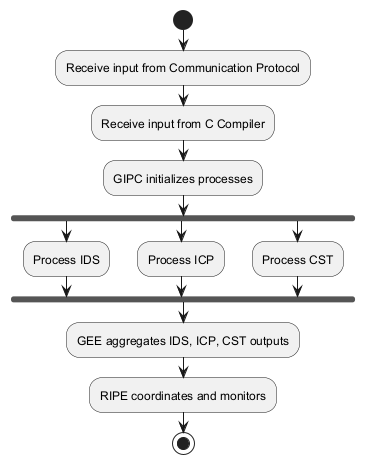 Receive input from Communication Protocol
Receive input from C Compiler
GIPC initializes processes
Process IDS
Process ICP
Process CST
GEE aggregates IDS, ICP, CST outputs
RIPE coordinates and monitors